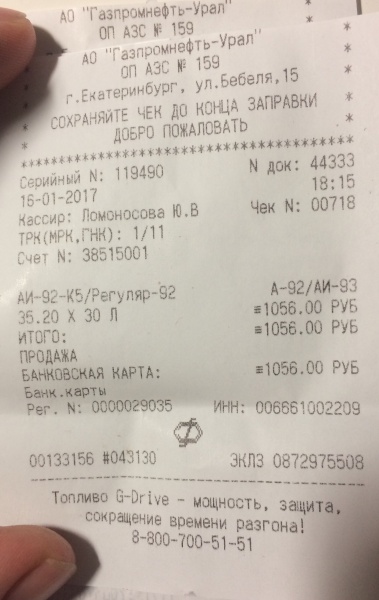 АО "Газпромнефть-Урал"
ОП АЗС № 159
* АО "Газпромнефть-Урал" *
* ОП АЗС № 159 *
* г.Екатеринбург, ул.Бебеля,15 *
* СОХРАНЯЙТЕ ЧЕК ДО КОНЦА ЗАПРАВКИ *
* ДОБРО ПОЖАЛОВАТЬ *
****************************************
Серийный N: 119490 N док: 44333
16-01-2017 18:15
Кассир: Ломоносова Ю.В Чек N: 00718
ТРК(МРК,ГНК): 1/11
Счет N: 38515001
АИ-92-К5/Регуляр-92 А-92/АИ-93
35.20 X 30 Л ≡1056.00 РУБ
ИТОГО: ≡1056.00 РУБ
ПРОДАЖА
БАНКОВСКАЯ КАРТА: ≡1056.00 РУБ
Банк.карты
Рег. N: 0000029035 ИНН: 006661002209
00133156 #043130 ЭКЛЗ 0872975508
----------------------------------------
Топливо G-Drive - мощность, защита,
сокращение времени разгона!
8-800-700-51-51